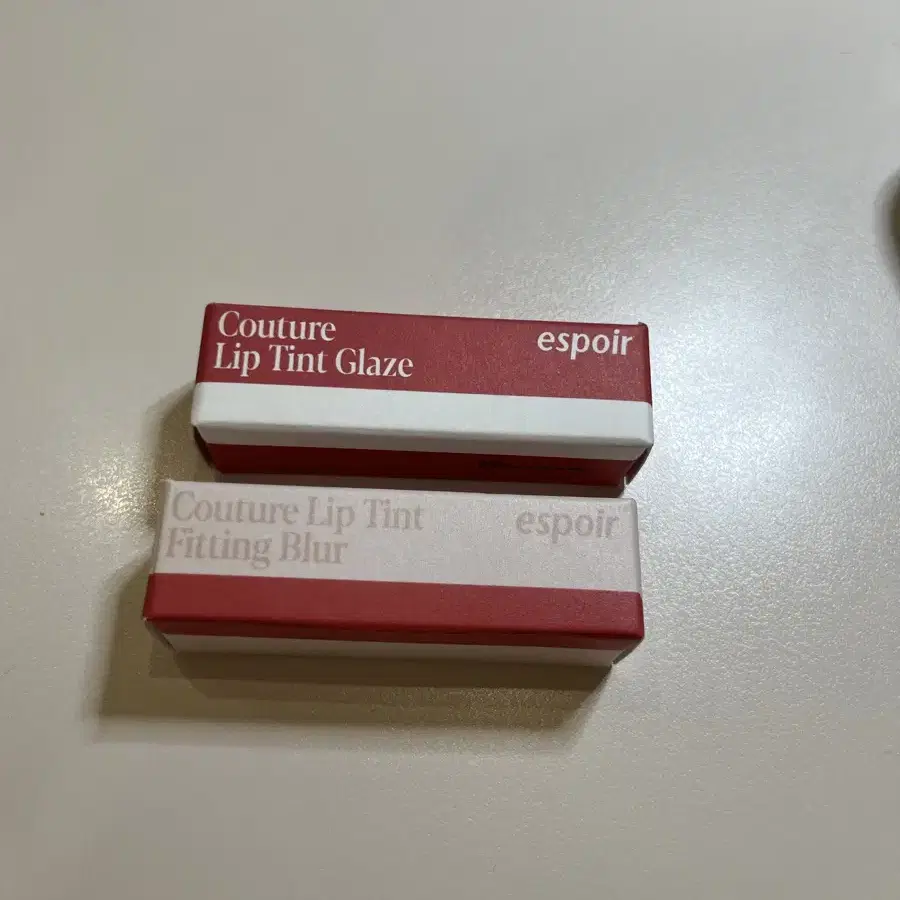 Couture
Lip Tint Glaze
espoir
Couture Lip Tint
Fitting Blur
espoir